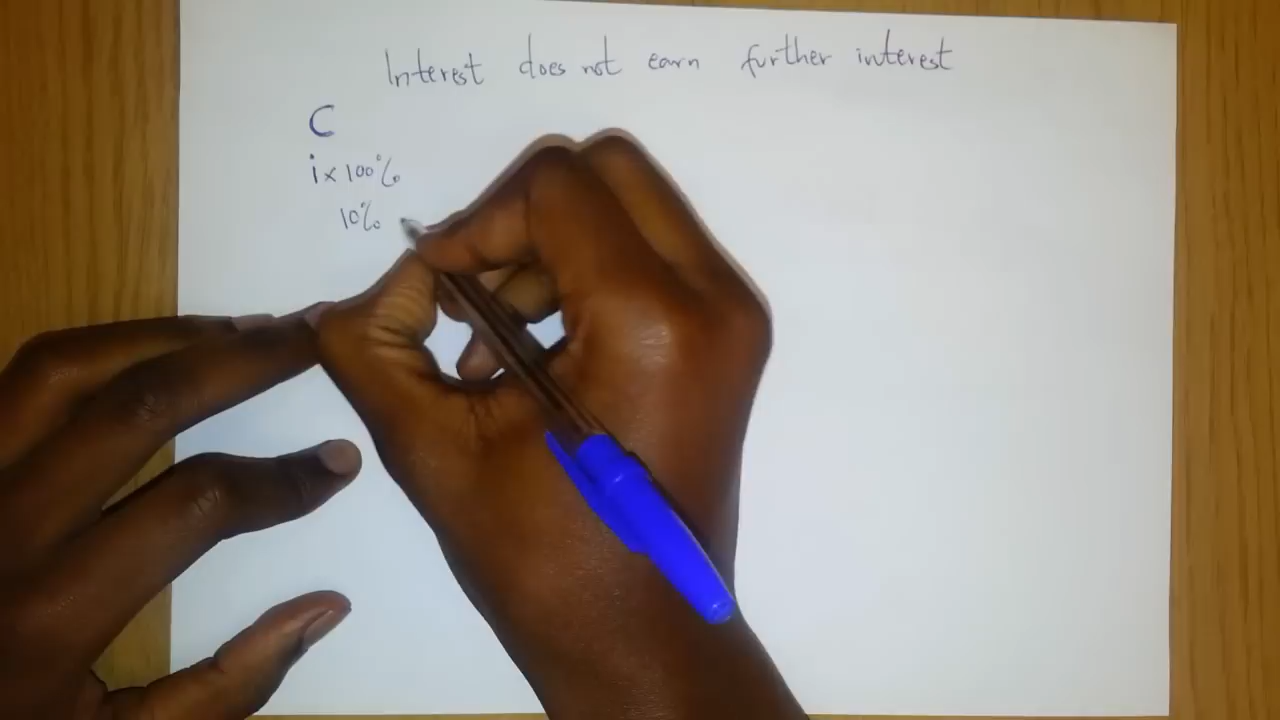 Interest does not earn further interest
C
i × 100%
10%